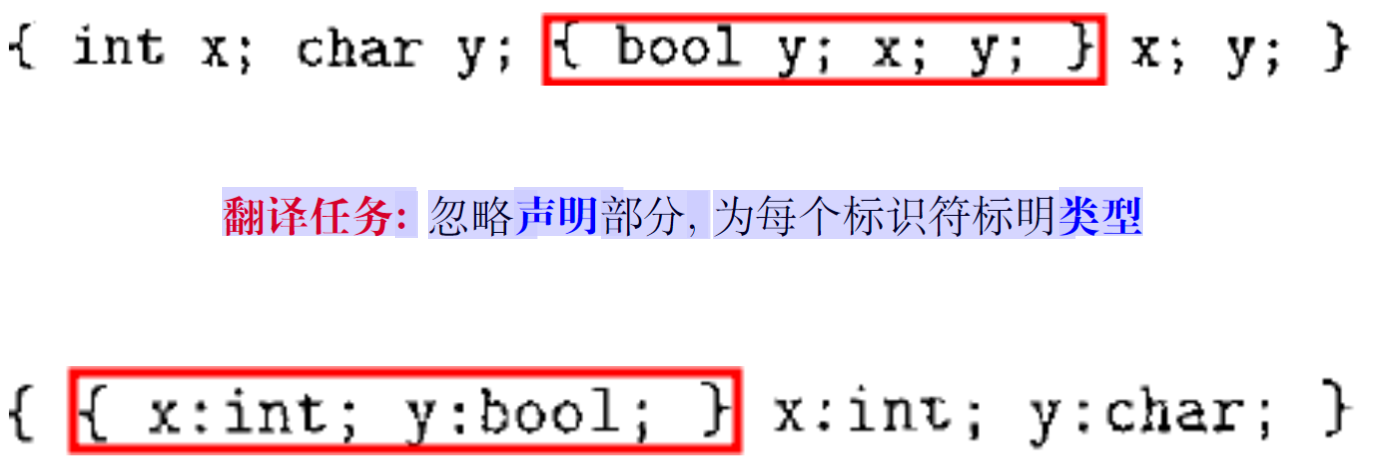 { int x; char y; { bool y; x; y; } x; y; }
翻译任务: 忽略声明部分, 为每个标识符标明类型
{ { x:int; y:bool; } x:int; y:char; }